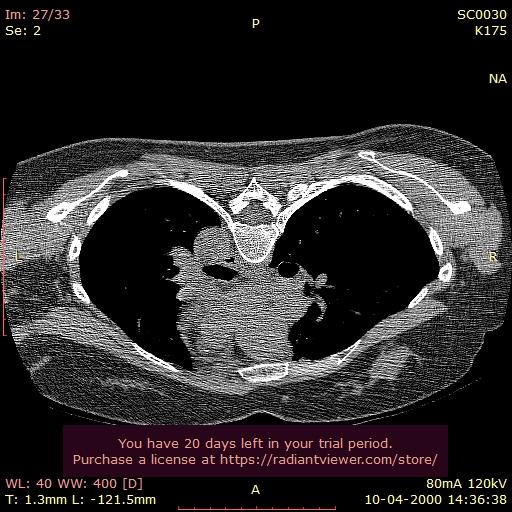 Im: 27/33
Se: 2
P
SC0030
K175
NA
L
R
You have 20 days left in your trial period.
Purchase a license at https://radiantviewer.com/store/
WL: 40 WW: 400 [D]
T: 1.3mm L: -121.5mm
A
80mA 120kV
10-04-2000 14:36:38